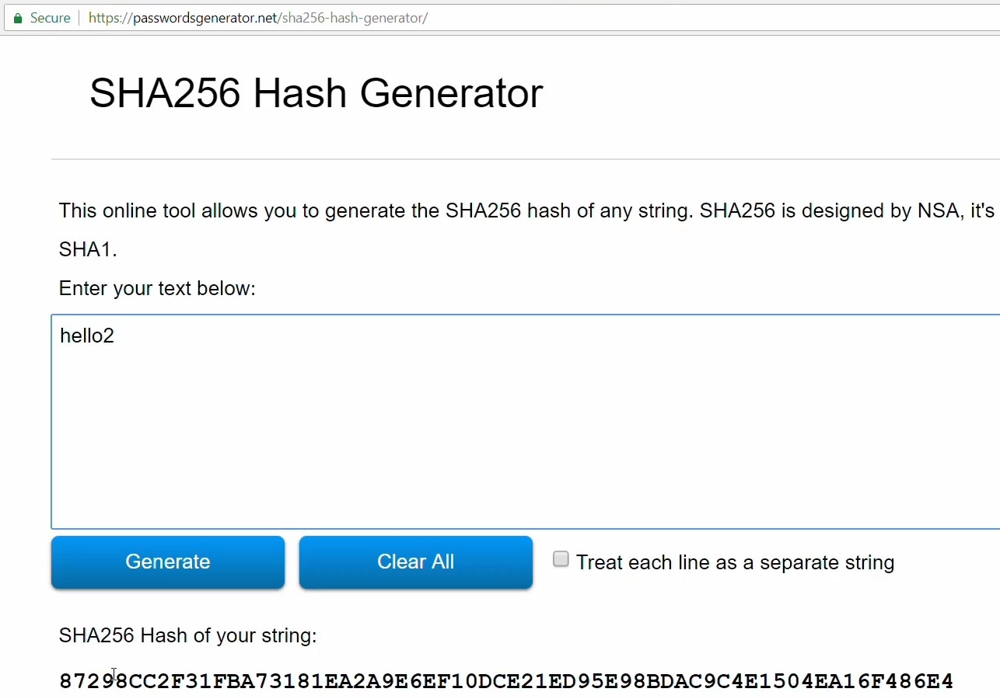 Secure https://passwordsgenerator.net/sha256-hash-generator/
SHA256 Hash Generator
This online tool allows you to generate the SHA256 hash of any string. SHA256 is designed by NSA, it's
SHA1.
Enter your text below:
hello2
Generate Clear All Treat each line as a separate string
SHA256 Hash of your string:
87298CC2F31FBA73181EA2A9E6EF10DCE21ED95E98BDAC9C4E1504EA16F486E4